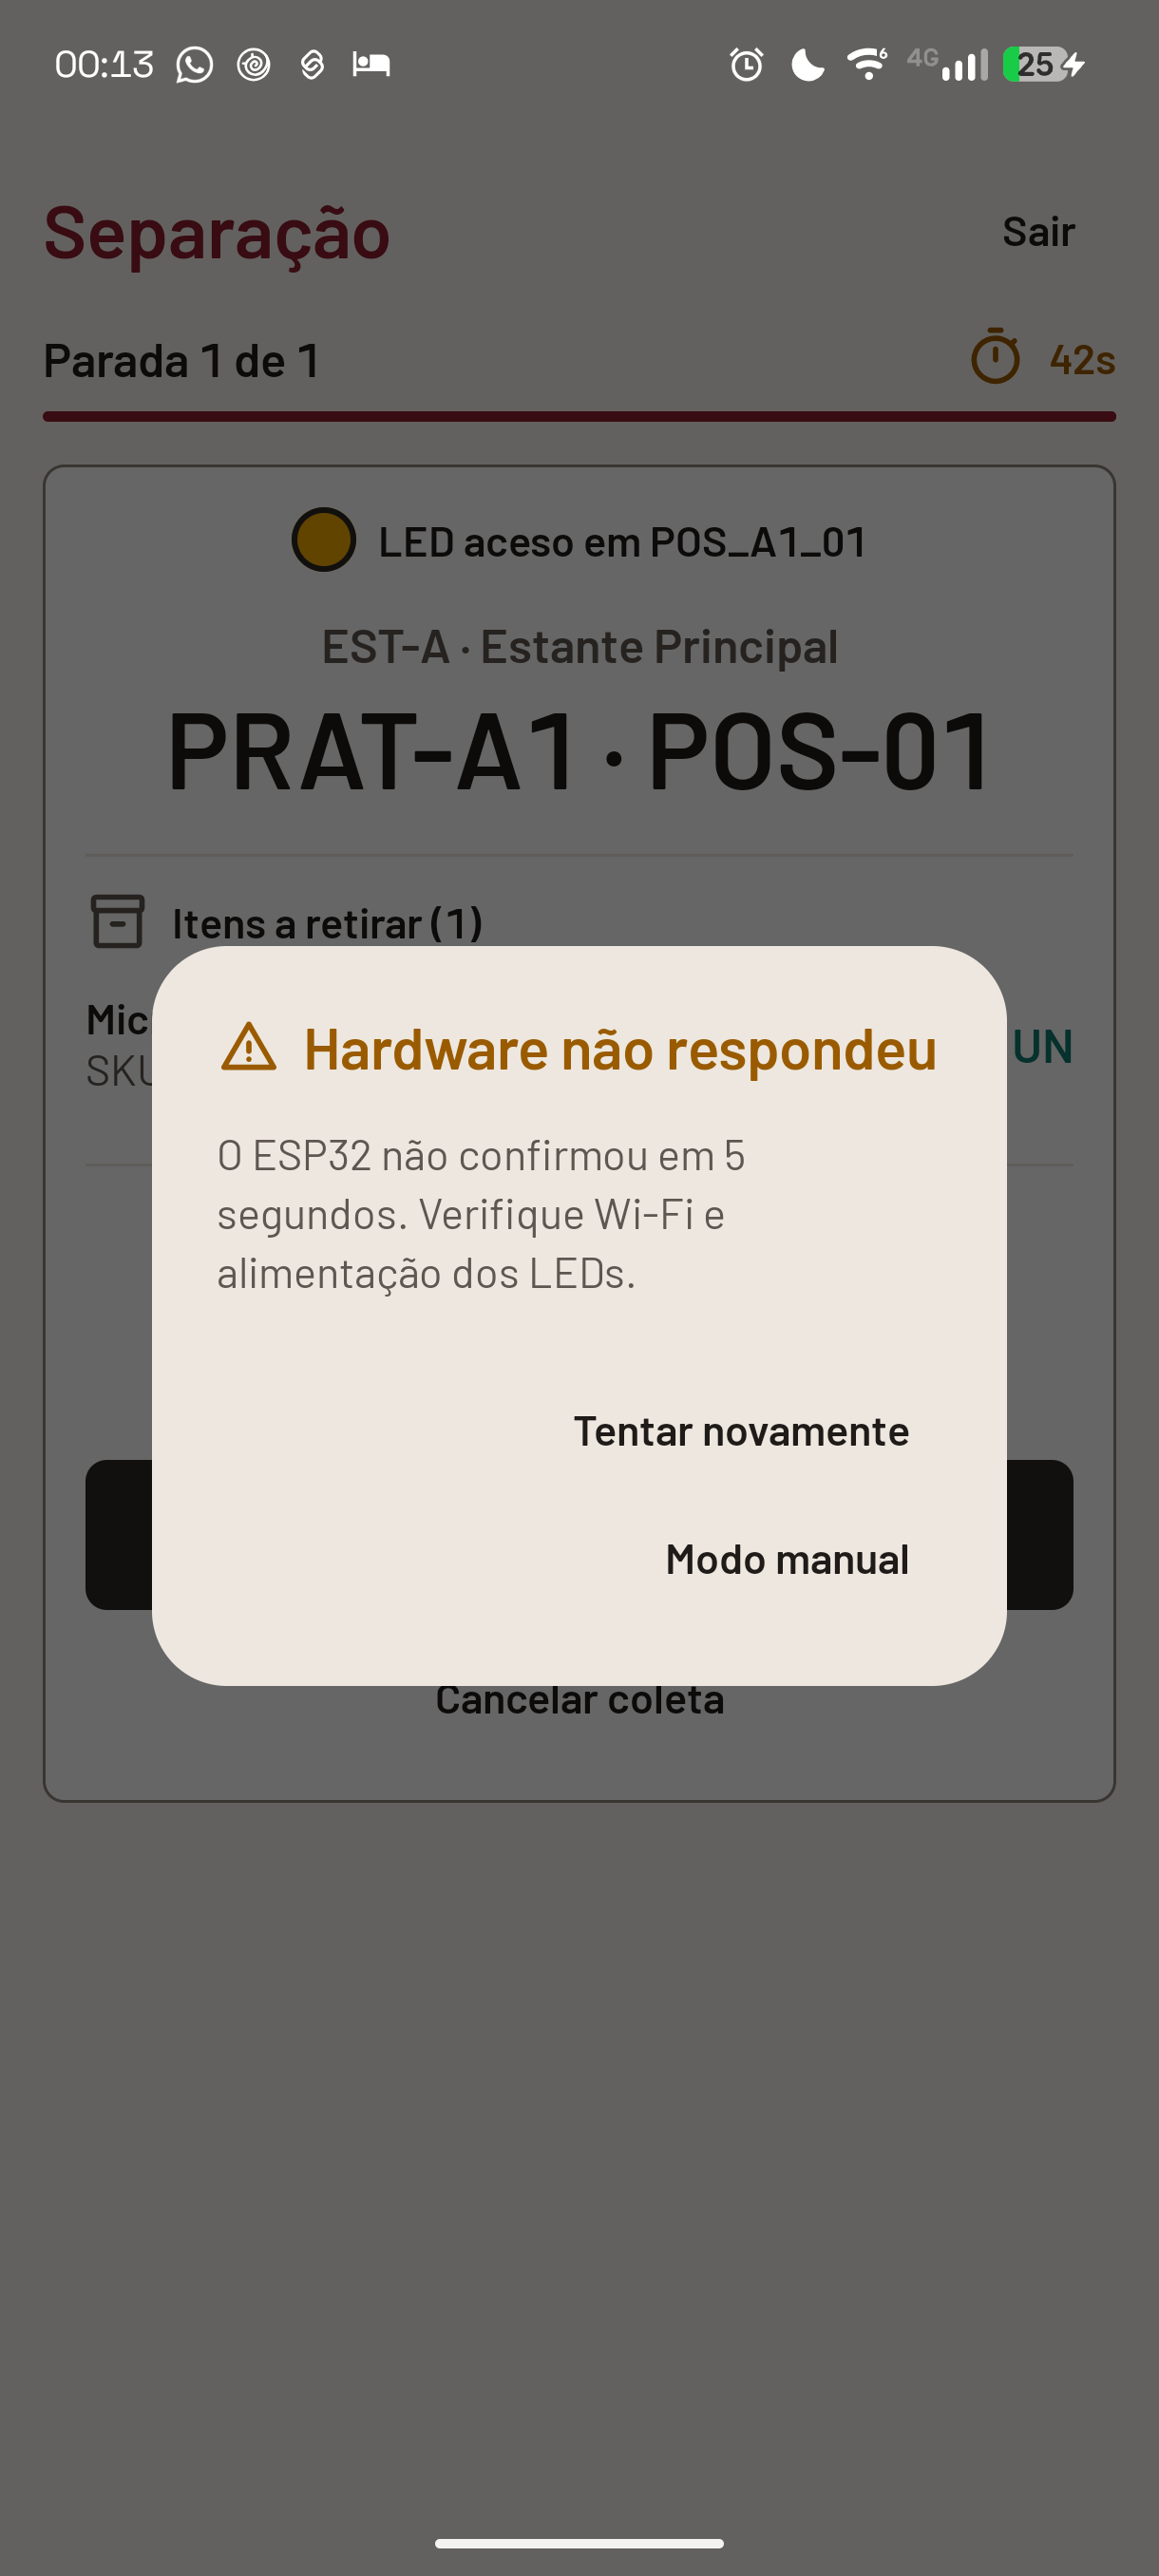 00:13
4G
25
Separação
Sair
Parada 1 de 1
42s
LED aceso em POS_A1_01
EST-A · Estante Principal
PRAT-A1 · POS-01
Itens a retirar (1)
UN
Hardware não respondeu
O ESP32 não confirmou em 5
segundos. Verifique Wi-Fi e
alimentação dos LEDs.
Tentar novamente
Modo manual
Cancelar coleta